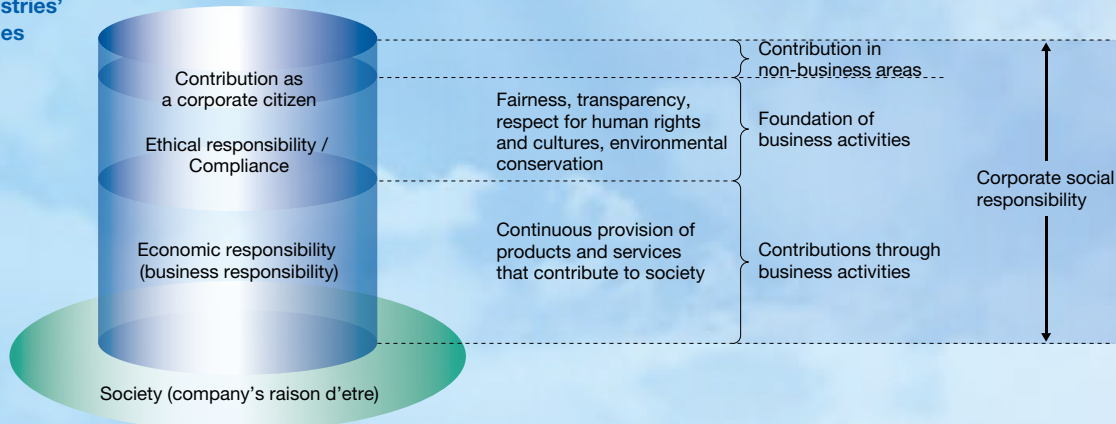 es
Contribution as
a corporate citizen
Ethical responsibility /
Compliance
Economic responsibility
(business responsibility)
Society (company’s raison d’etre)
Fairness, transparency,
respect for human rights
and cultures, environmental
conservation
Continuous provision of
products and services
that contribute to society
Contribution in
non-business areas
Foundation of
business activities
Contributions through
business activities
Corporate social
responsibility